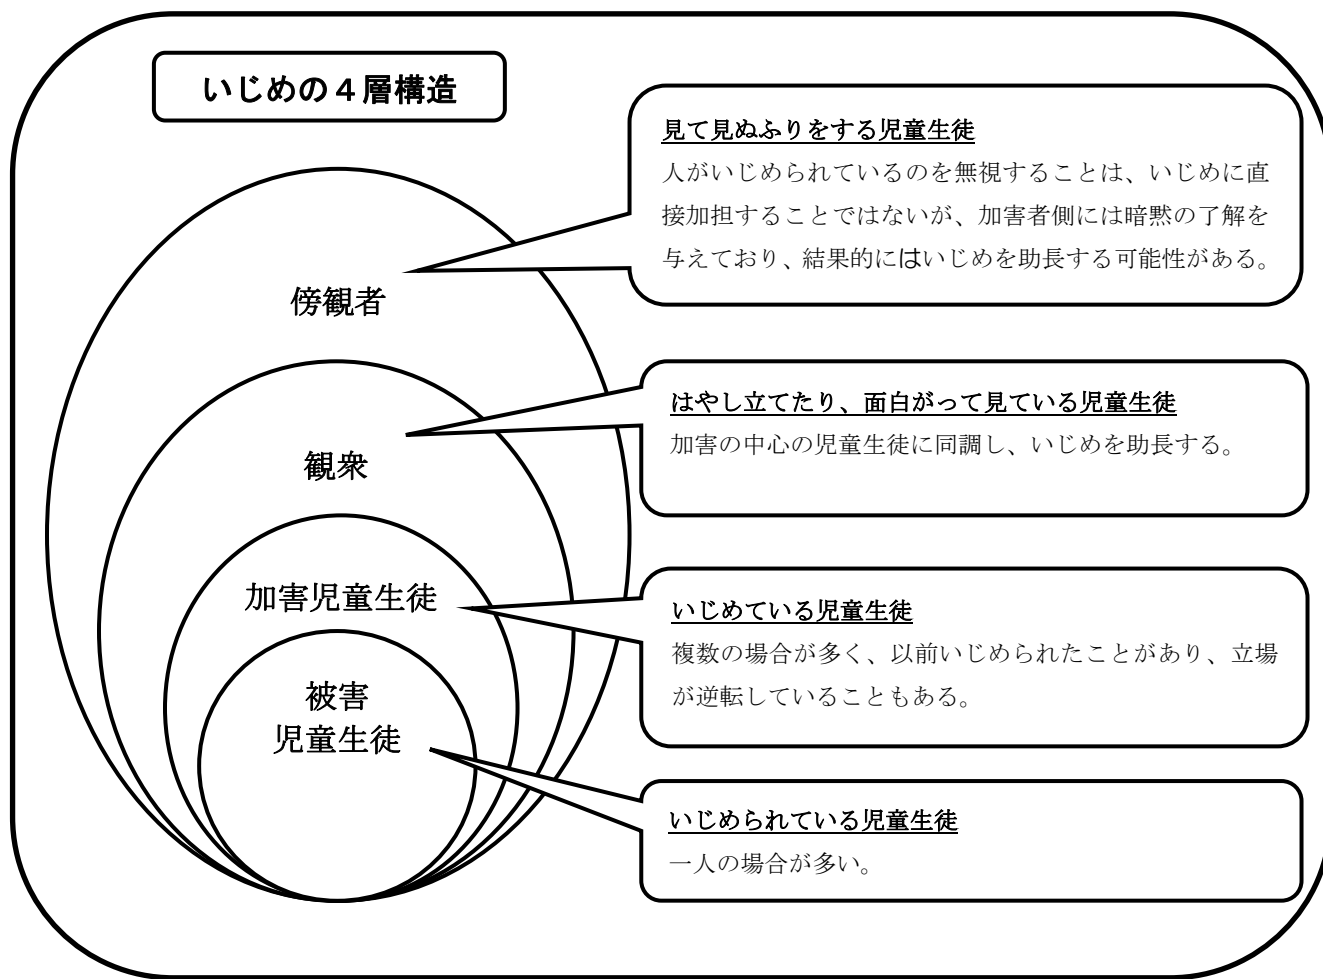 いじめの４層構造
見て見ぬふりをする児童生徒
人がいじめられているのを無視することは、いじめに直
接加担することではないが、加害者側には暗黙の了解を
与えており、結果的にはいじめを助長する可能性がある。
傍観者
はやし立てたり、面白がって見ている児童生徒
加害の中心の児童生徒に同調し、いじめを助長する。
観衆
いじめている児童生徒
複数の場合が多く、以前いじめられたことがあり、立場
が逆転していることもある。
加害児童生徒
被害
児童生徒
いじめられている児童生徒
一人の場合が多い。